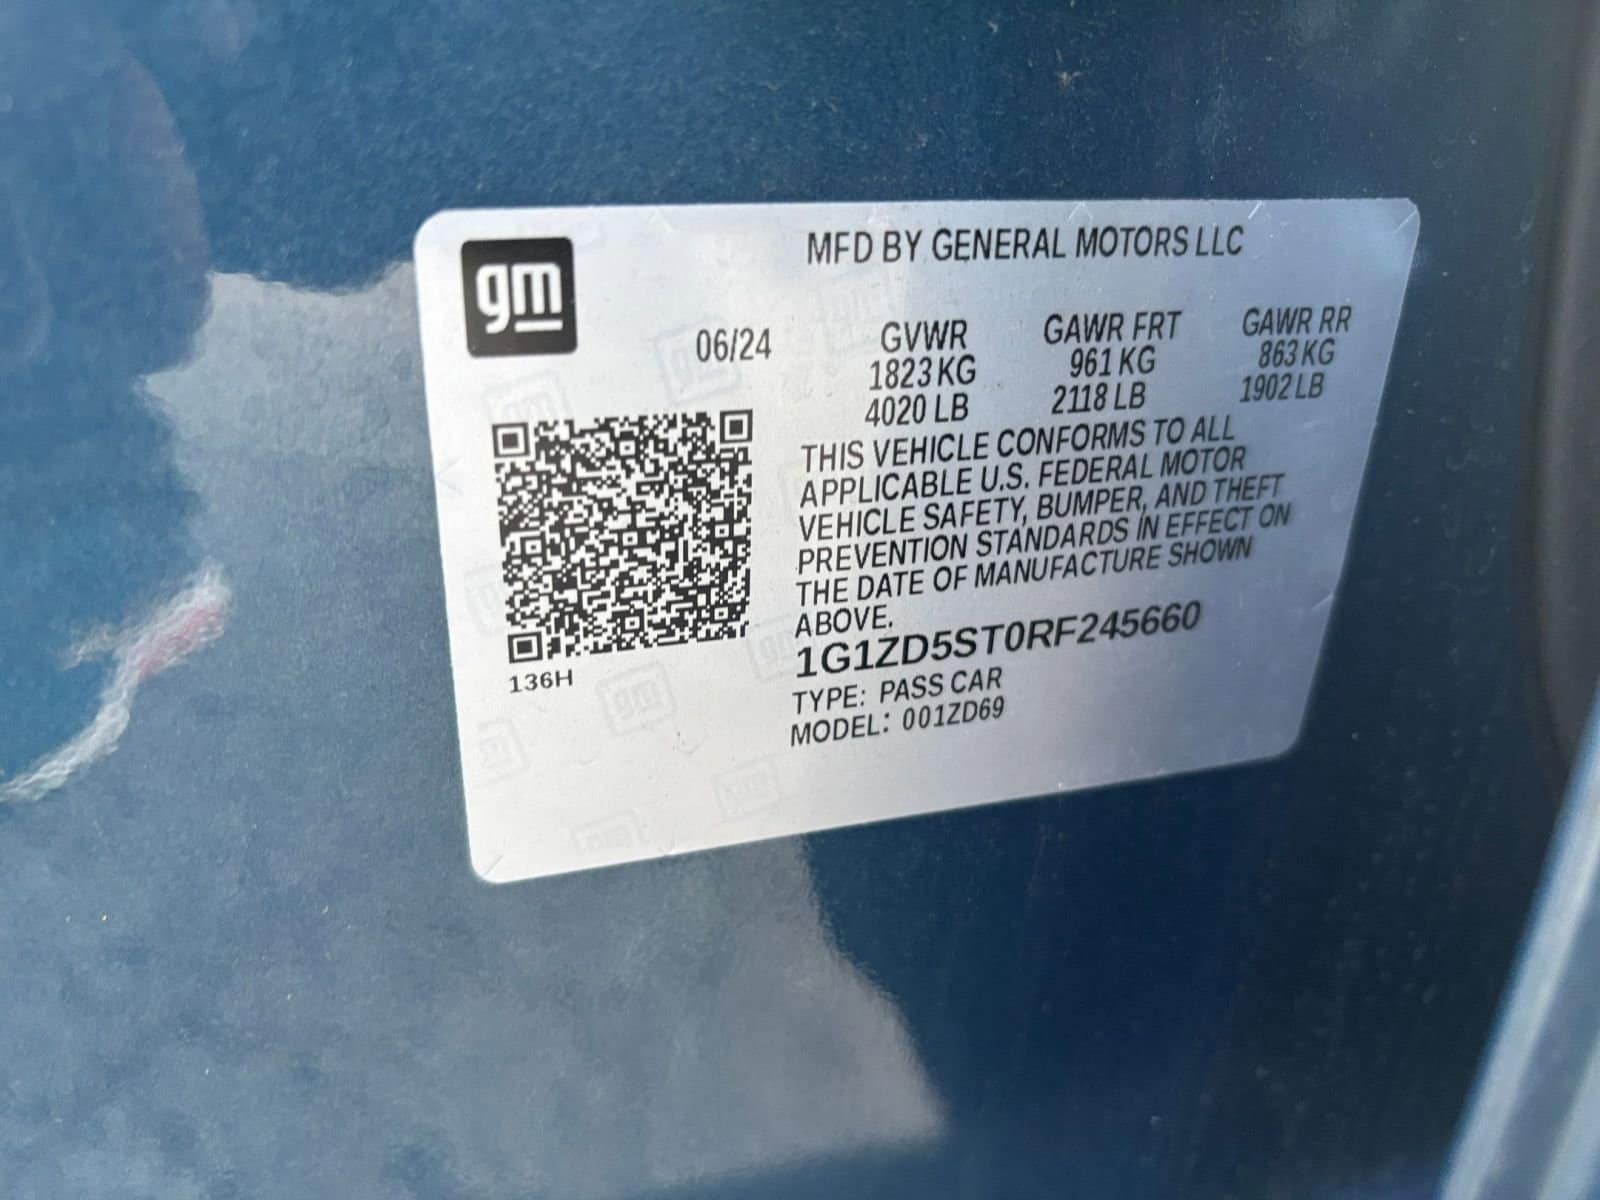 gm
MFD BY GENERAL MOTORS LLC
06/24
GVWR GAWR FRT GAWR RR
1823 KG 961 KG 863 KG
4020 LB 2118 LB 1902 LB
THIS VEHICLE CONFORMS TO ALL
APPLICABLE U.S. FEDERAL MOTOR
VEHICLE SAFETY, BUMPER, AND THEFT
PREVENTION STANDARDS IN EFFECT ON
THE DATE OF MANUFACTURE SHOWN
ABOVE.
1G1ZD5ST0RF245660
TYPE: PASS CAR
MODEL: 001ZD69
136H